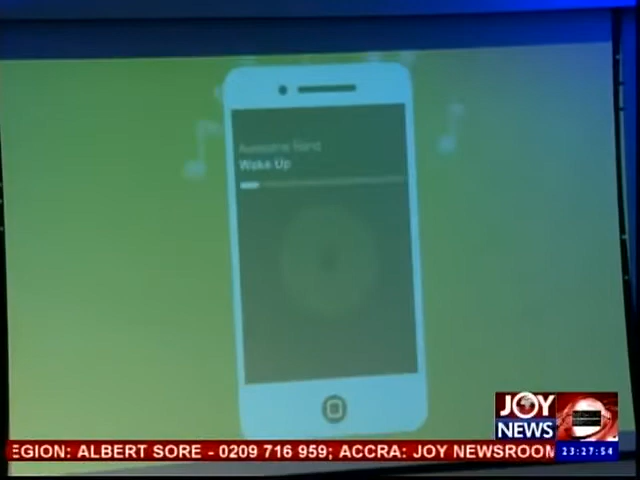 Awesome Band
Wake Up
JOY
NEWS
EGION: ALBERT SORE - 0209 716 959; ACCRA: JOY NEWSROOM
23:27:54